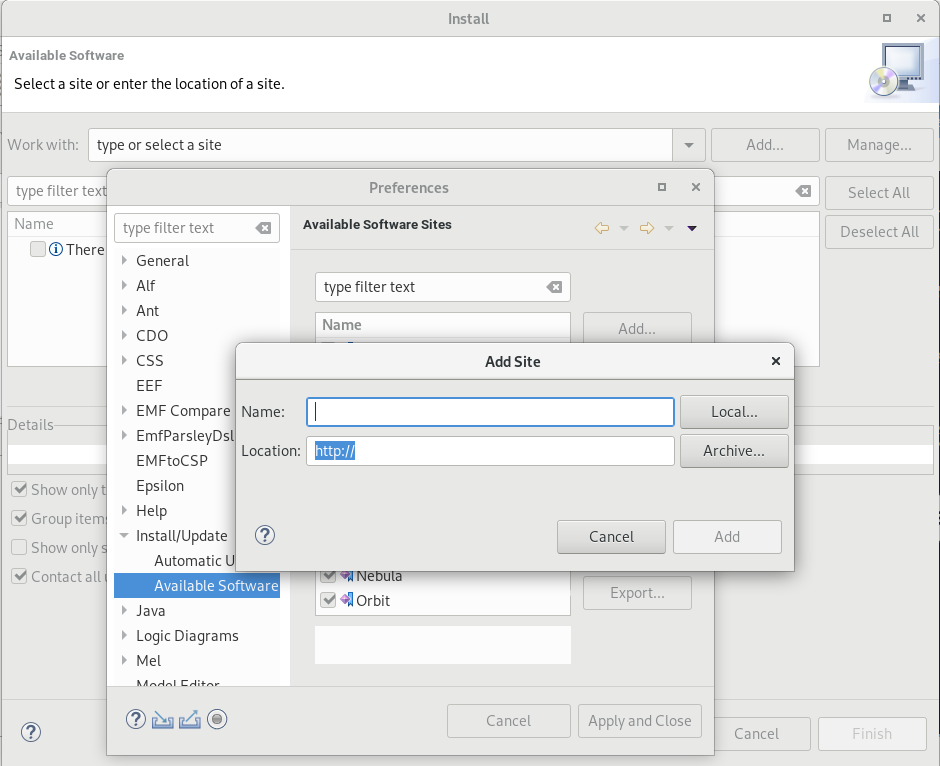 Install
Available Software
Select a site or enter the location of a site.
Work with:
type or select a site
Add...
Manage...
type filter text
Select All
Name
Deselect All
There
Details
Show only
Group items
Show only
Contact all
Cancel
Finish
Preferences
type filter text
General
Alf
Ant
CDO
CSS
EEF
EMF Compare
EmfParsleyDsl
EMFtoCSP
Epsilon
Help
Install/Update
Automatic U
Available Software
Java
Logic Diagrams
Mel
Model Editor
Available Software Sites
type filter text
Name
Add...
Nebula
Orbit
Export...
Cancel
Apply and Close
Add Site
Name:
Local...
Location:
http://
Archive...
Cancel
Add